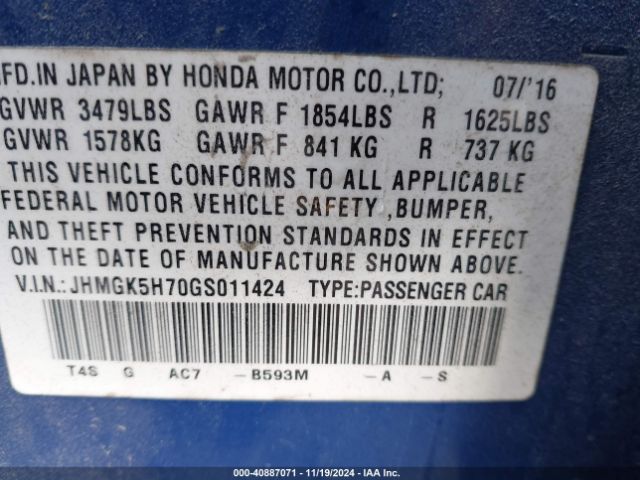 MFD.IN JAPAN BY HONDA MOTOR CO.,LTD; 07/'16
GVWR 3479LBS GAWR F 1854LBS R 1625LBS
GVWR 1578KG GAWR F 841 KG R 737 KG
THIS VEHICLE CONFORMS TO ALL APPLICABLE
FEDERAL MOTOR VEHICLE SAFETY ,BUMPER,
AND THEFT PREVENTION STANDARDS IN EFFECT
ON THE DATE OF MANUFACTURE SHOWN ABOVE.
V.I.N.:JHMGK5H70GS011424 TYPE:PASSENGER CAR
T4S G AC7 -B593M -A -S
000-40887071 - 11/19/2024 - IAA Inc.